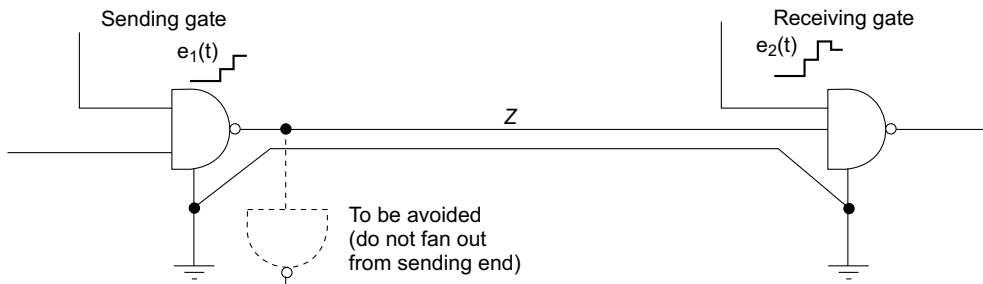 Sending gate
Receiving gate
e₁(t)
e₂(t)
Z
To be avoided
(do not fan out
from sending end)